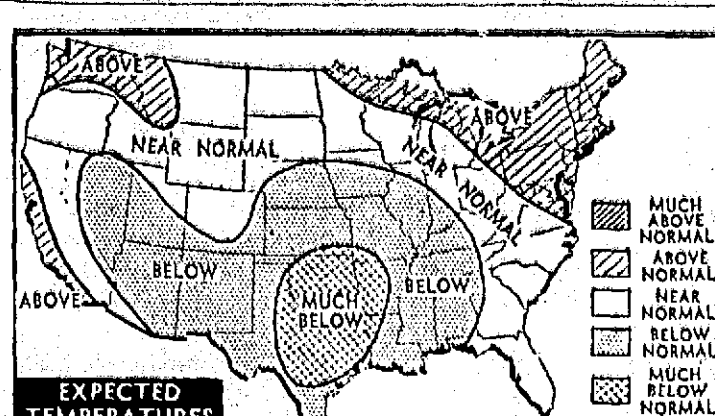 ABOVE
NEAR NORMAL
ABOVE
NEAR NORMAL
BELOW
MUCH
BELOW
BELOW
ABOVE
MUCH
ABOVE
NORMAL
ABOVE
NORMAL
NEAR
NORMAL
BELOW
NORMAL
MUCH
BELOW
NORMAL
EXPECTED
TEMPERATURES